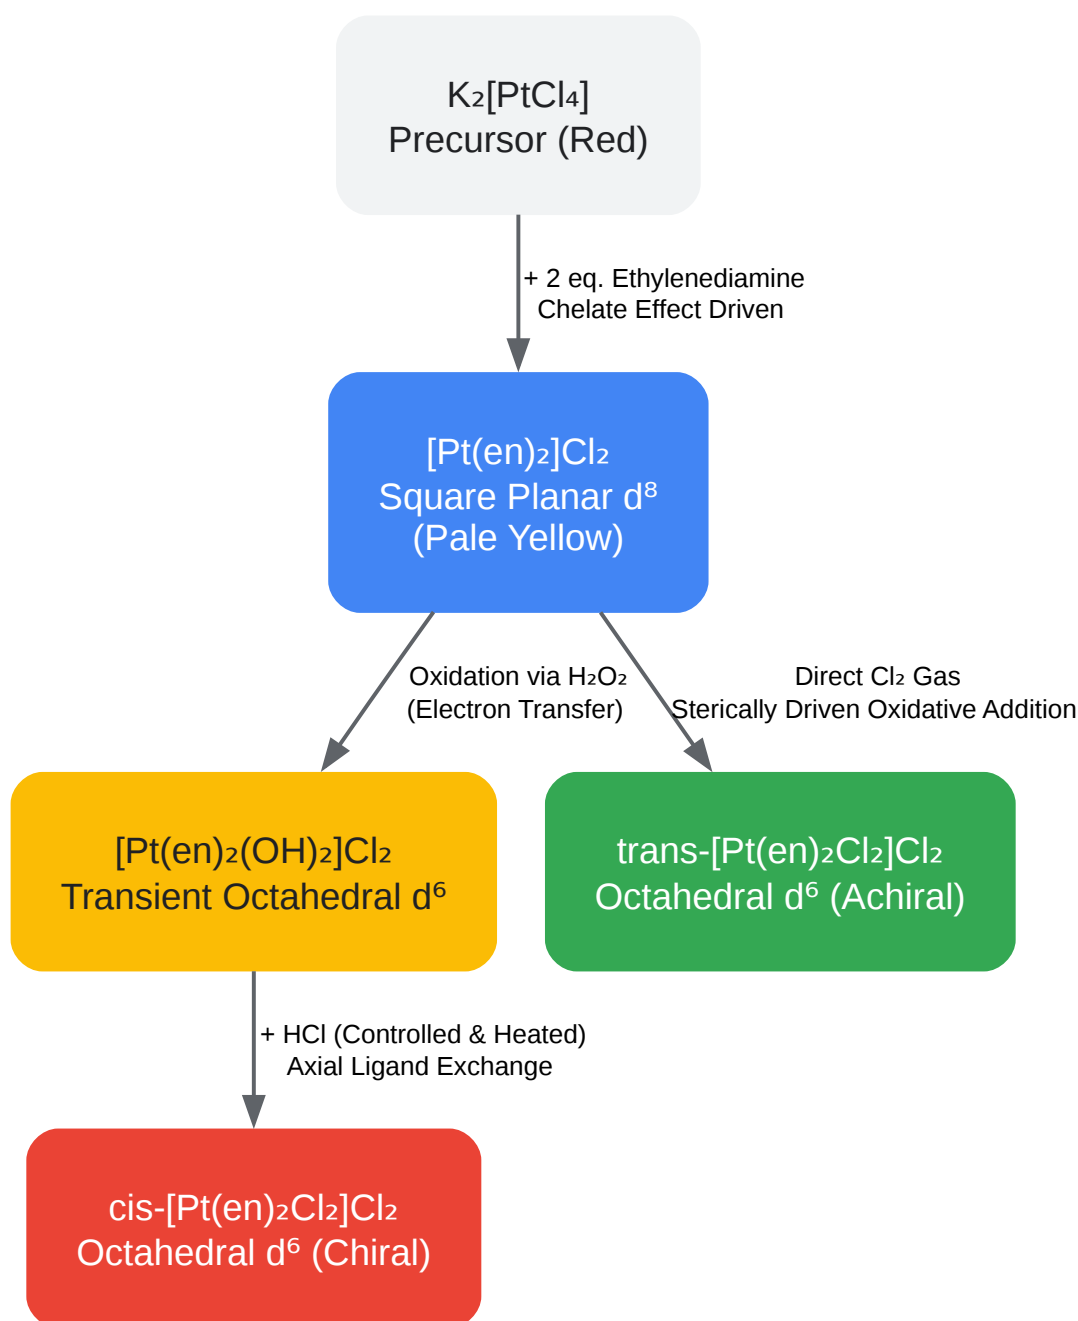 K₂[PtCl₄]
Precursor (Red)
+ 2 eq. Ethylenediamine
Chelate Effect Driven
[Pt(en)₂]Cl₂
Square Planar d⁸
(Pale Yellow)
Oxidation via H₂O₂
(Electron Transfer)
Direct Cl₂ Gas
Sterically Driven Oxidative Addition
[Pt(en)₂(OH)₂]Cl₂
Transient Octahedral d⁶
trans-[Pt(en)₂Cl₂]Cl₂
Octahedral d⁶ (Achiral)
+ HCl (Controlled & Heated)
Axial Ligand Exchange
cis-[Pt(en)₂Cl₂]Cl₂
Octahedral d⁶ (Chiral)